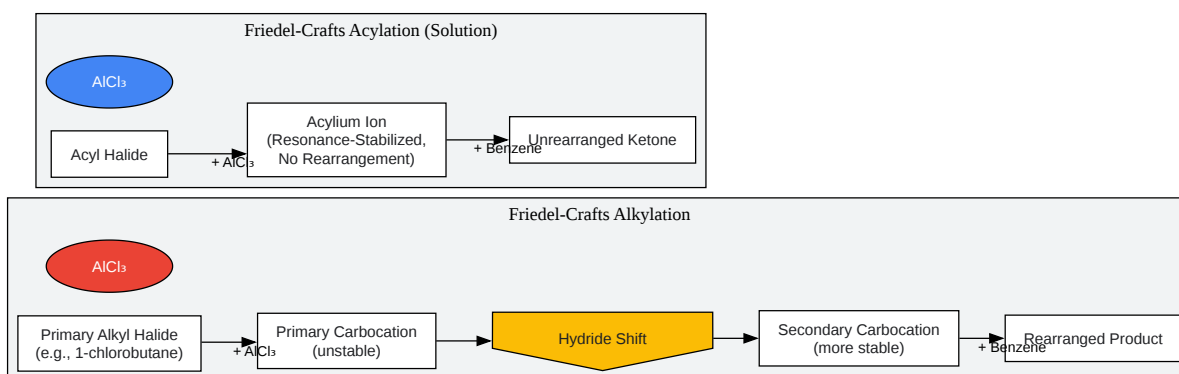 Friedel-Crafts Acylation (Solution)
AlCl₃
Acyl Halide
+ AlCl₃
Acylium Ion
(Resonance-Stabilized,
No Rearrangement)
+ Benzene
Unrearranged Ketone
Friedel-Crafts Alkylation
AlCl₃
Primary Alkyl Halide
(e.g., 1-chlorobutane)
+ AlCl₃
Primary Carbocation
(unstable)
Hydride Shift
Secondary Carbocation
(more stable)
+ Benzene
Rearranged Product